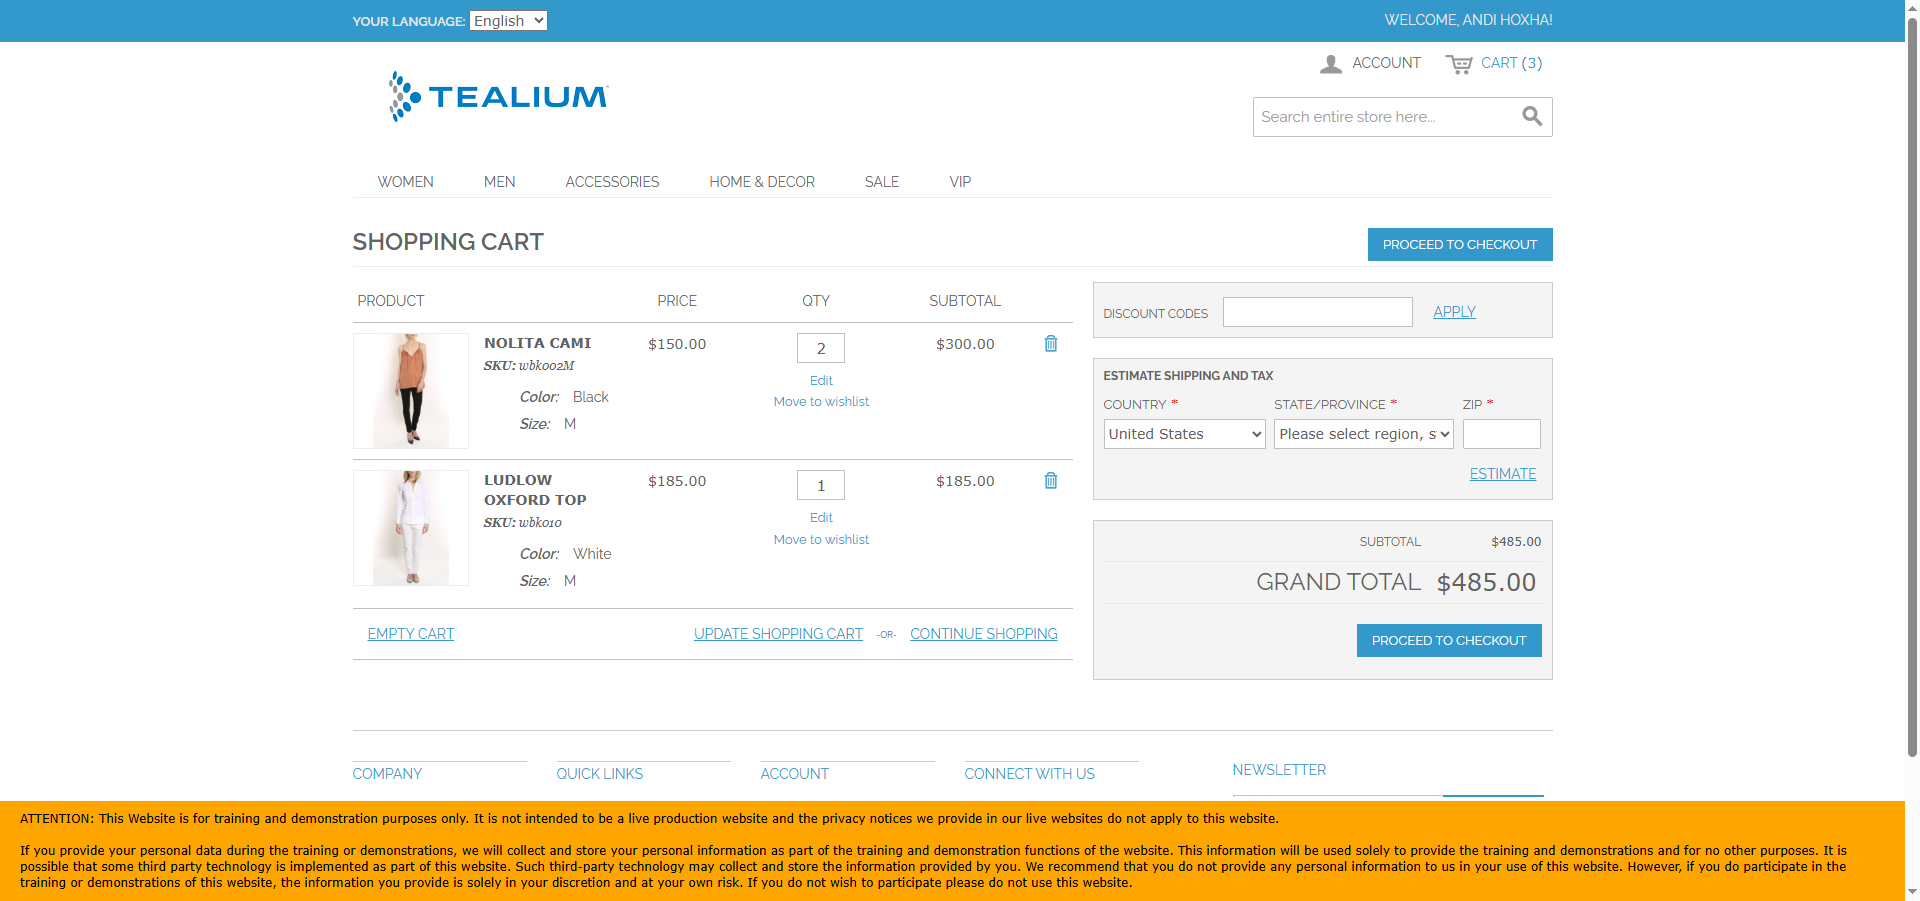 YOUR LANGUAGE: English
WELCOME, ANDI HOXHA!
ACCOUNT CART (3)
TEALIUM
Search entire store here...
WOMEN MEN ACCESSORIES HOME & DECOR SALE VIP
SHOPPING CART
PROCEED TO CHECKOUT
PRODUCT PRICE QTY SUBTOTAL
NOLITA CAMI $150.00 2 $300.00
SKU: wbk002M
Edit
Color: Black
Move to wishlist
Size: M
LUDLOW OXFORD TOP $185.00 1 $185.00
SKU: wbk010
Edit
Move to wishlist
Color: White
Size: M
EMPTY CART UPDATE SHOPPING CART -OR- CONTINUE SHOPPING
DISCOUNT CODES APPLY
ESTIMATE SHIPPING AND TAX
COUNTRY * STATE/PROVINCE * ZIP *
United States Please select region, s
ESTIMATE
SUBTOTAL $485.00
GRAND TOTAL $485.00
PROCEED TO CHECKOUT
COMPANY QUICK LINKS ACCOUNT CONNECT WITH US NEWSLETTER
ATTENTION: This Website is for training and demonstration purposes only. It is not intended to be a live production website and the privacy notices we provide in our live websites do not apply to this website.
If you provide your personal data during the training or demonstrations, we will collect and store your personal information as part of the training and demonstration functions of the website. This information will be used solely to provide the training and demonstrations and for no other purposes. It is
possible that some third party technology is implemented as part of this website. Such third-party technology may collect and store the information provided by you. We recommend that you do not provide any personal information to us in your use of this website. However, if you do participate in the
training or demonstrations of this website, the information you provide is solely in your discretion and at your own risk. If you do not wish to participate please do not use this website.